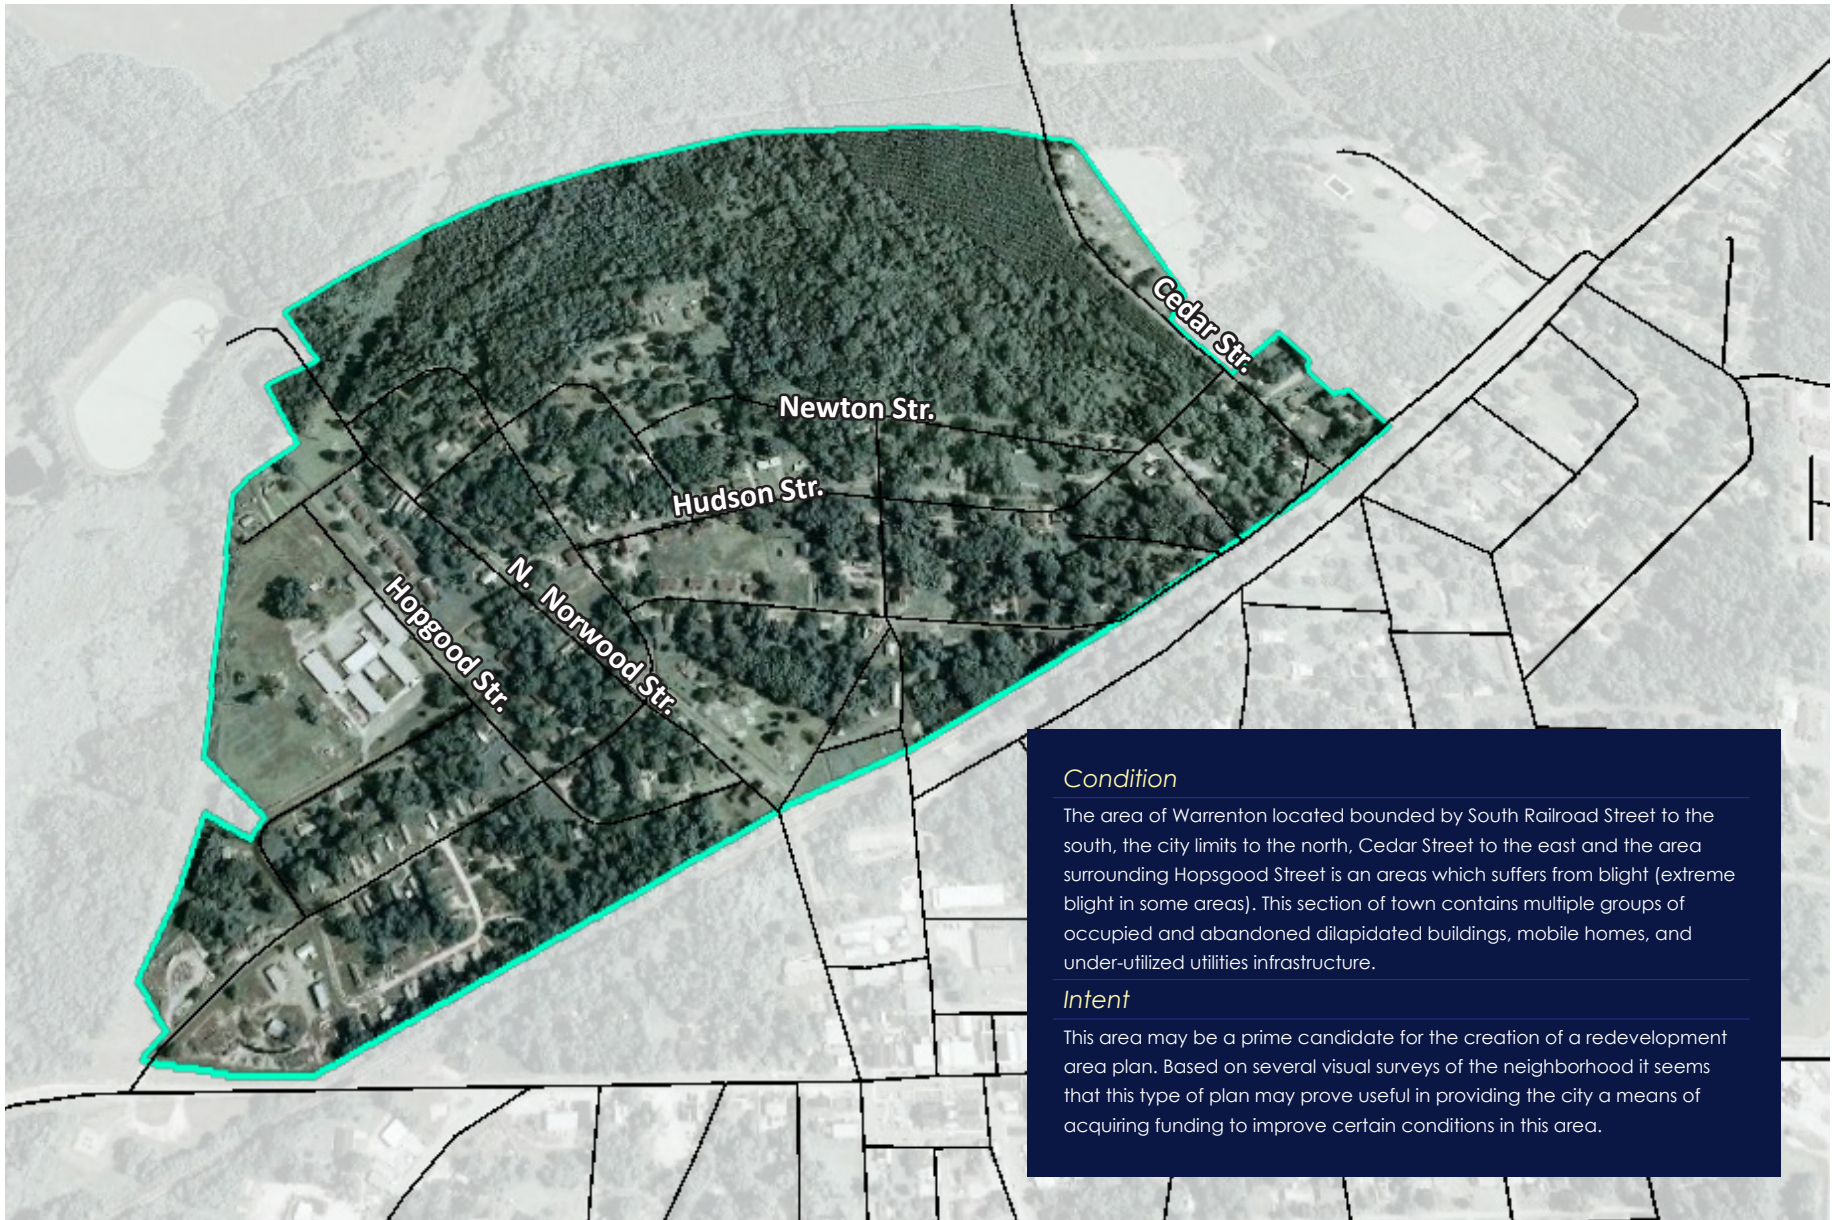 Cedar Str.
Newton Str.
Hudson Str.
N. Norwood Str.
Hopgood Str.
Condition
The area of Warrenton located bounded by South Railroad Street to the
south, the city limits to the north, Cedar Street to the east and the area
surrounding Hopsgood Street is an areas which suffers from blight (extreme
blight in some areas). This section of town contains multiple groups of
occupied and abandoned dilapidated buildings, mobile homes, and
under-utilized utilities infrastructure.
Intent
This area may be a prime candidate for the creation of a redevelopment
area plan. Based on several visual surveys of the neighborhood it seems
that this type of plan may prove useful in providing the city a means of
acquiring funding to improve certain conditions in this area.